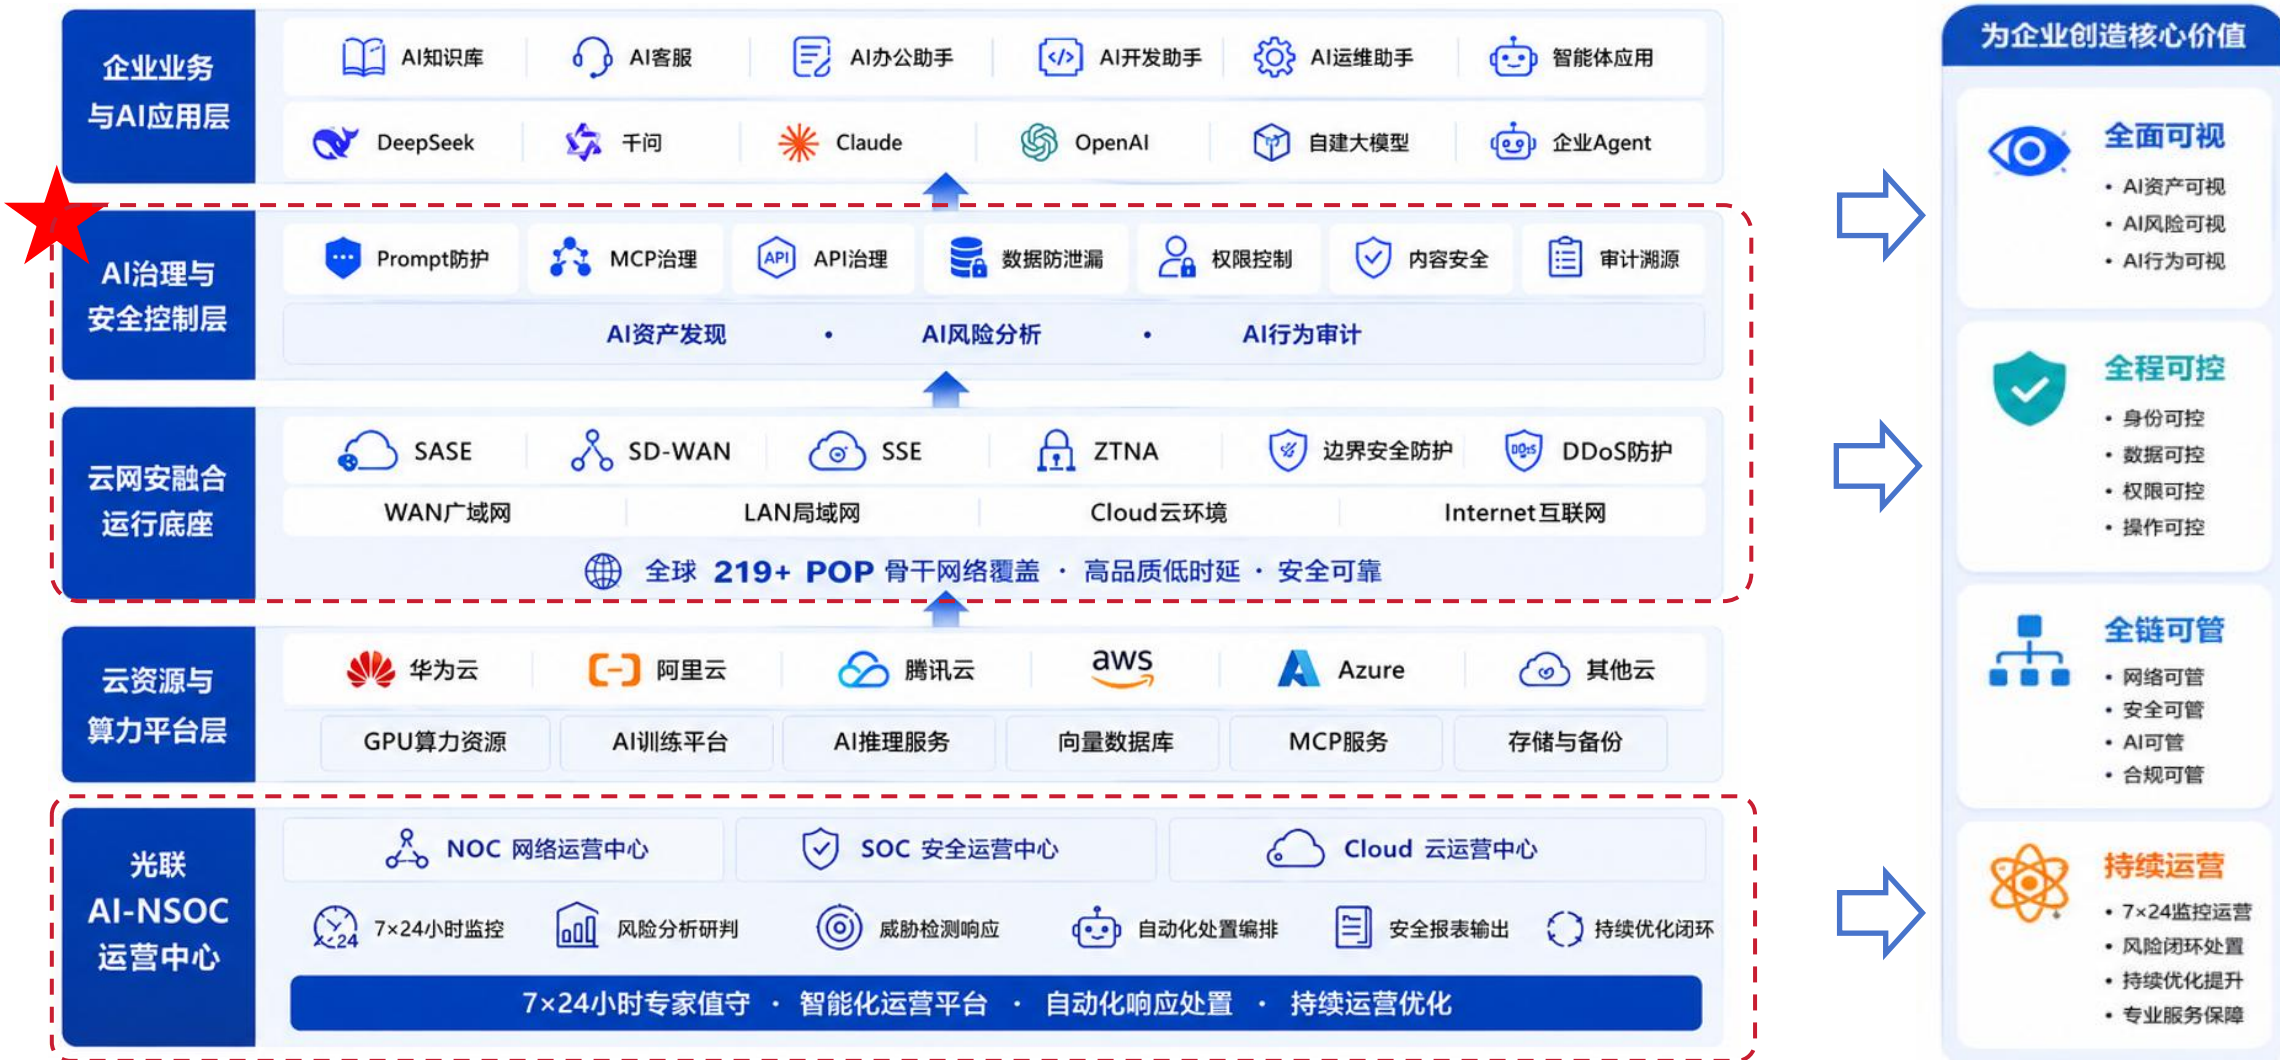 企业业务
与AI应用层
AI知识库
AI客服
AI办公助手
AI开发助手
AI运维助手
智能体应用
DeepSeek
千问
Claude
OpenAI
自建大模型
企业Agent
AI治理与
安全控制层
Prompt防护
MCP治理
API
API治理
数据防泄漏
权限控制
内容安全
审计溯源
AI资产发现 · AI风险分析 · AI行为审计
云网安融合
运行底座
SASE
SD-WAN
SSE
ZTNA
边界安全防护
DDoS防护
WAN广域网
LAN局域网
Cloud云环境
Internet互联网
全球 219+ POP 骨干网络覆盖 · 高品质低时延 · 安全可靠
云资源与
算力平台层
华为云
阿里云
腾讯云
aws
Azure
其他云
GPU算力资源
AI训练平台
AI推理服务
向量数据库
MCP服务
存储与备份
光联
AI-NSOC
运营中心
NOC 网络运营中心
SOC 安全运营中心
Cloud 云运营中心
7×24小时监控
风险分析研判
威胁检测响应
自动化处置编排
安全报表输出
持续优化闭环
7×24小时专家值守 · 智能化运营平台 · 自动化响应处置 · 持续运营优化
为企业创造核心价值
全面可视
• AI资产可视
• AI风险可视
• AI行为可视
全程可控
• 身份可控
• 数据可控
• 权限可控
• 操作可控
全链可管
• 网络可管
• 安全可管
• AI可管
• 合规可管
持续运营
• 7×24监控运营
• 风险闭环处置
• 持续优化提升
• 专业服务保障